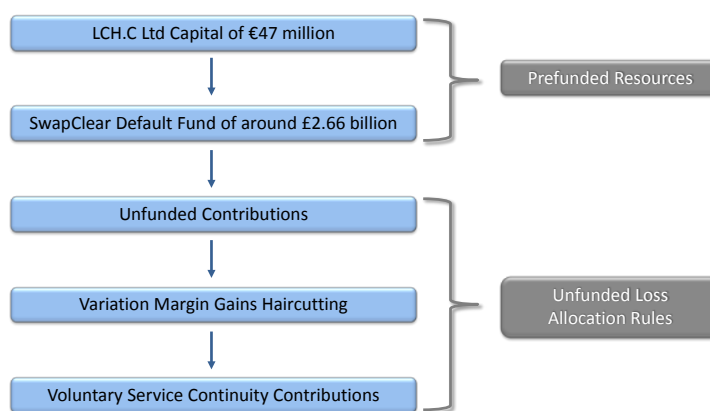 LCH.C Ltd Capital of €47 million
Prefunded Resources
SwapClear Default Fund of around £2.66 billion
Unfunded Contributions
Variation Margin Gains Haircutting
Unfunded Loss
Allocation Rules
Voluntary Service Continuity Contributions